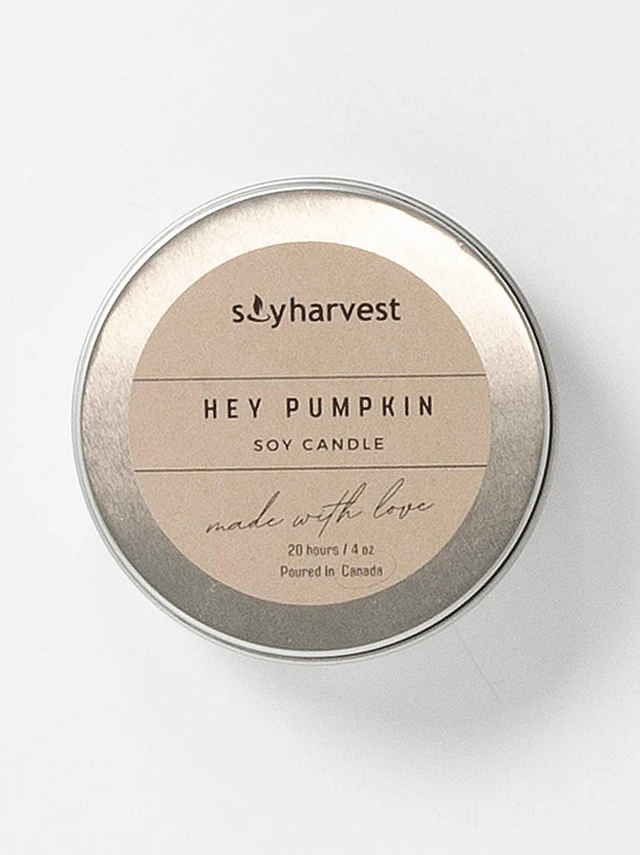 soyharvest
HEY PUMPKIN
SOY CANDLE
made with love
20 hours / 4 oz
Poured In Canada